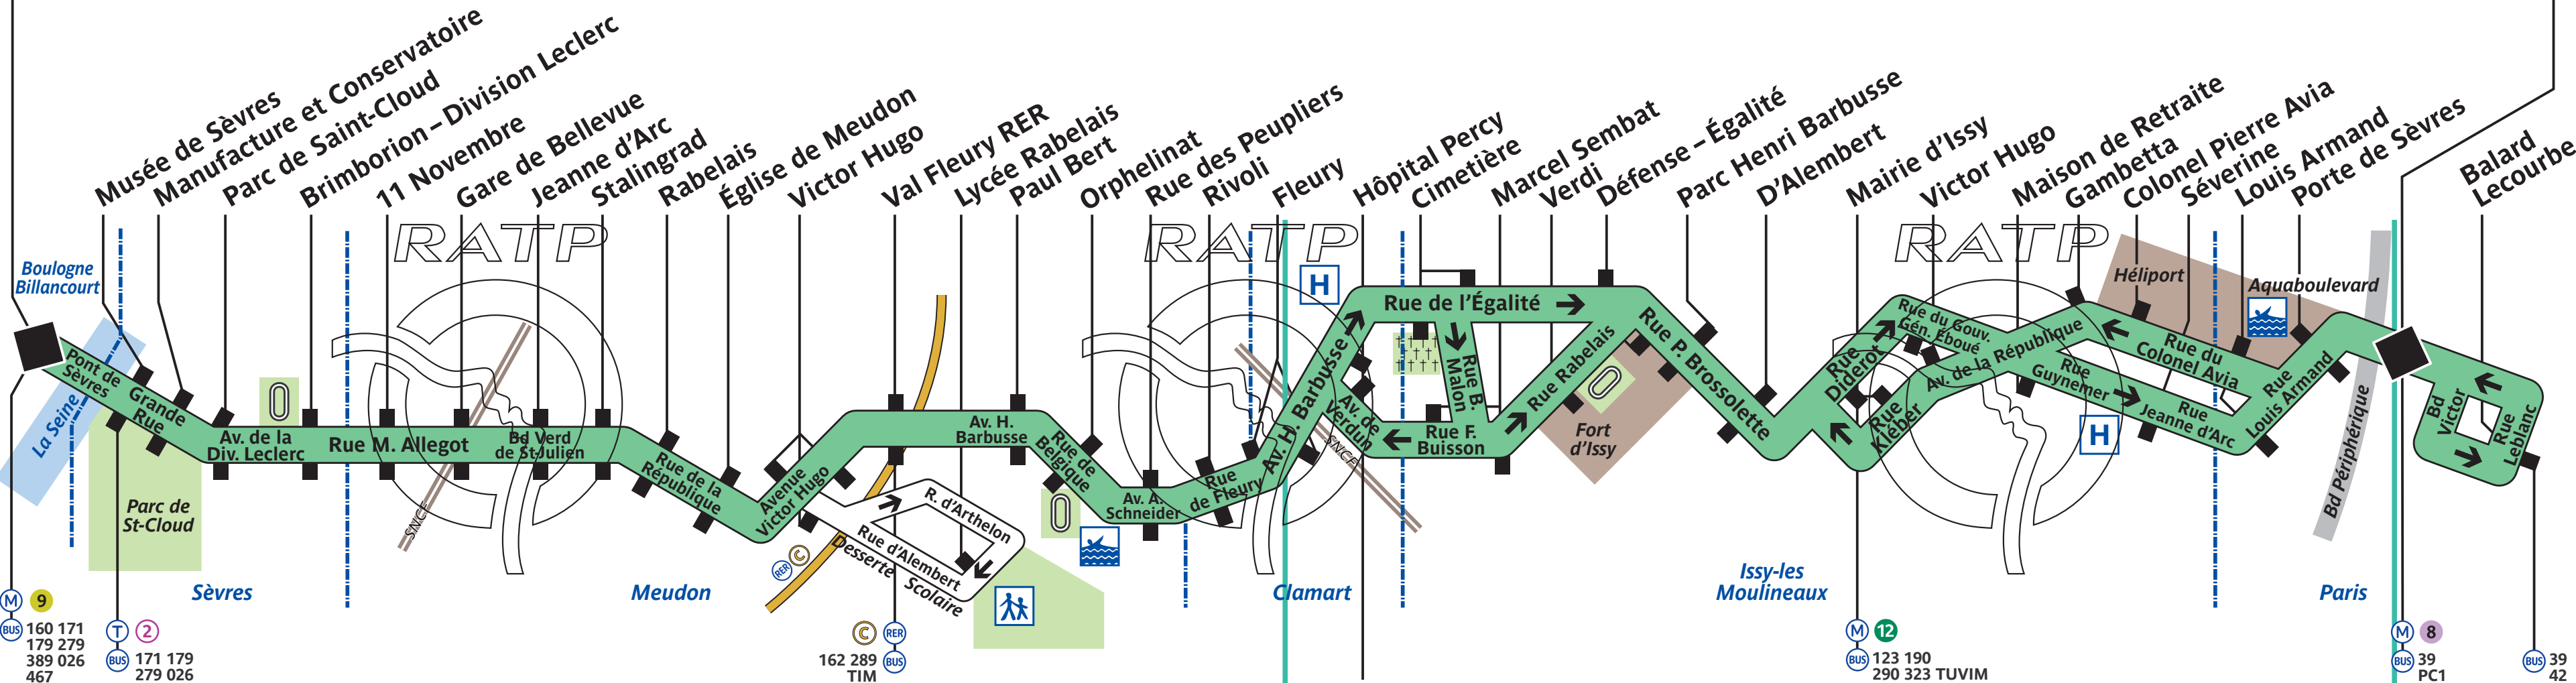 Musée de Sèvres
Manufacture et Conservatoire
Parc de Saint-Cloud
Brimborion – Division Leclerc
11 Novembre
Gare de Bellevue
Jeanne d'Arc
Stalingrad
Rabelais
Église de Meudon
Victor Hugo
Val Fleury RER
Lycée Rabelais
Paul Bert
Orphelinat
Rue des Peupliers
Rivoli
Fleury
Hôpital Percy
Cimetière
Marcel Sembat
Verdi
Défense – Égalité
Parc Henri Barbusse
D'Alembert
Mairie d'Issy
Victor Hugo
Maison de Retraite
Gambetta
Colonel Pierre Avia
Séverine
Louis Armand
Porte de Sèvres
Balard
Lecourbe
RATP
RATP
RATP
Boulogne
Billancourt
La Seine
Pont de
Sèvres
Grande
Rue
Av. de la
Div. Leclerc
Rue M. Allegot
Bd Verd
de St-Julien
Rue de la
République
Avenue
Victor Hugo
Av. H.
Barbusse
Rue de
Belgique
Av. A.
Schneider
Rue
de Fleury
Av. H. Barbusse
H
Rue de l'Égalité
Rue B.
Malon
Av. de
Verdun
Rue F.
Buisson
Rue Rabelais
Rue P. Brossolette
Fort
d'Issy
Rue
Diderot
Rue
Kléber
Rue du Gouv.
Gén. Éboué
Av. de la République
Rue
Guynemer
Rue
Jeanne d'Arc
Rue du
Colonel Avia
Rue
Louis Armand
Héliport
Aquaboulevard
H
Bd Périphérique
Bd
Victor
Rue
Leblanc
SNCF
SNCF
Parc de
St-Cloud
R. d'Arthelon
Rue d'Alembert
Desserte Scolaire
RER C
Sèvres
Meudon
Clamart
Issy-les
Moulineaux
Paris
M 9
BUS 160 171
179 279
389 026
467
T 2
BUS 171 179
279 026
C RER
162 289 BUS
TIM
M 12
BUS 123 190
290 323 TUVIM
M 8
BUS 39
PC1
BUS 39
42